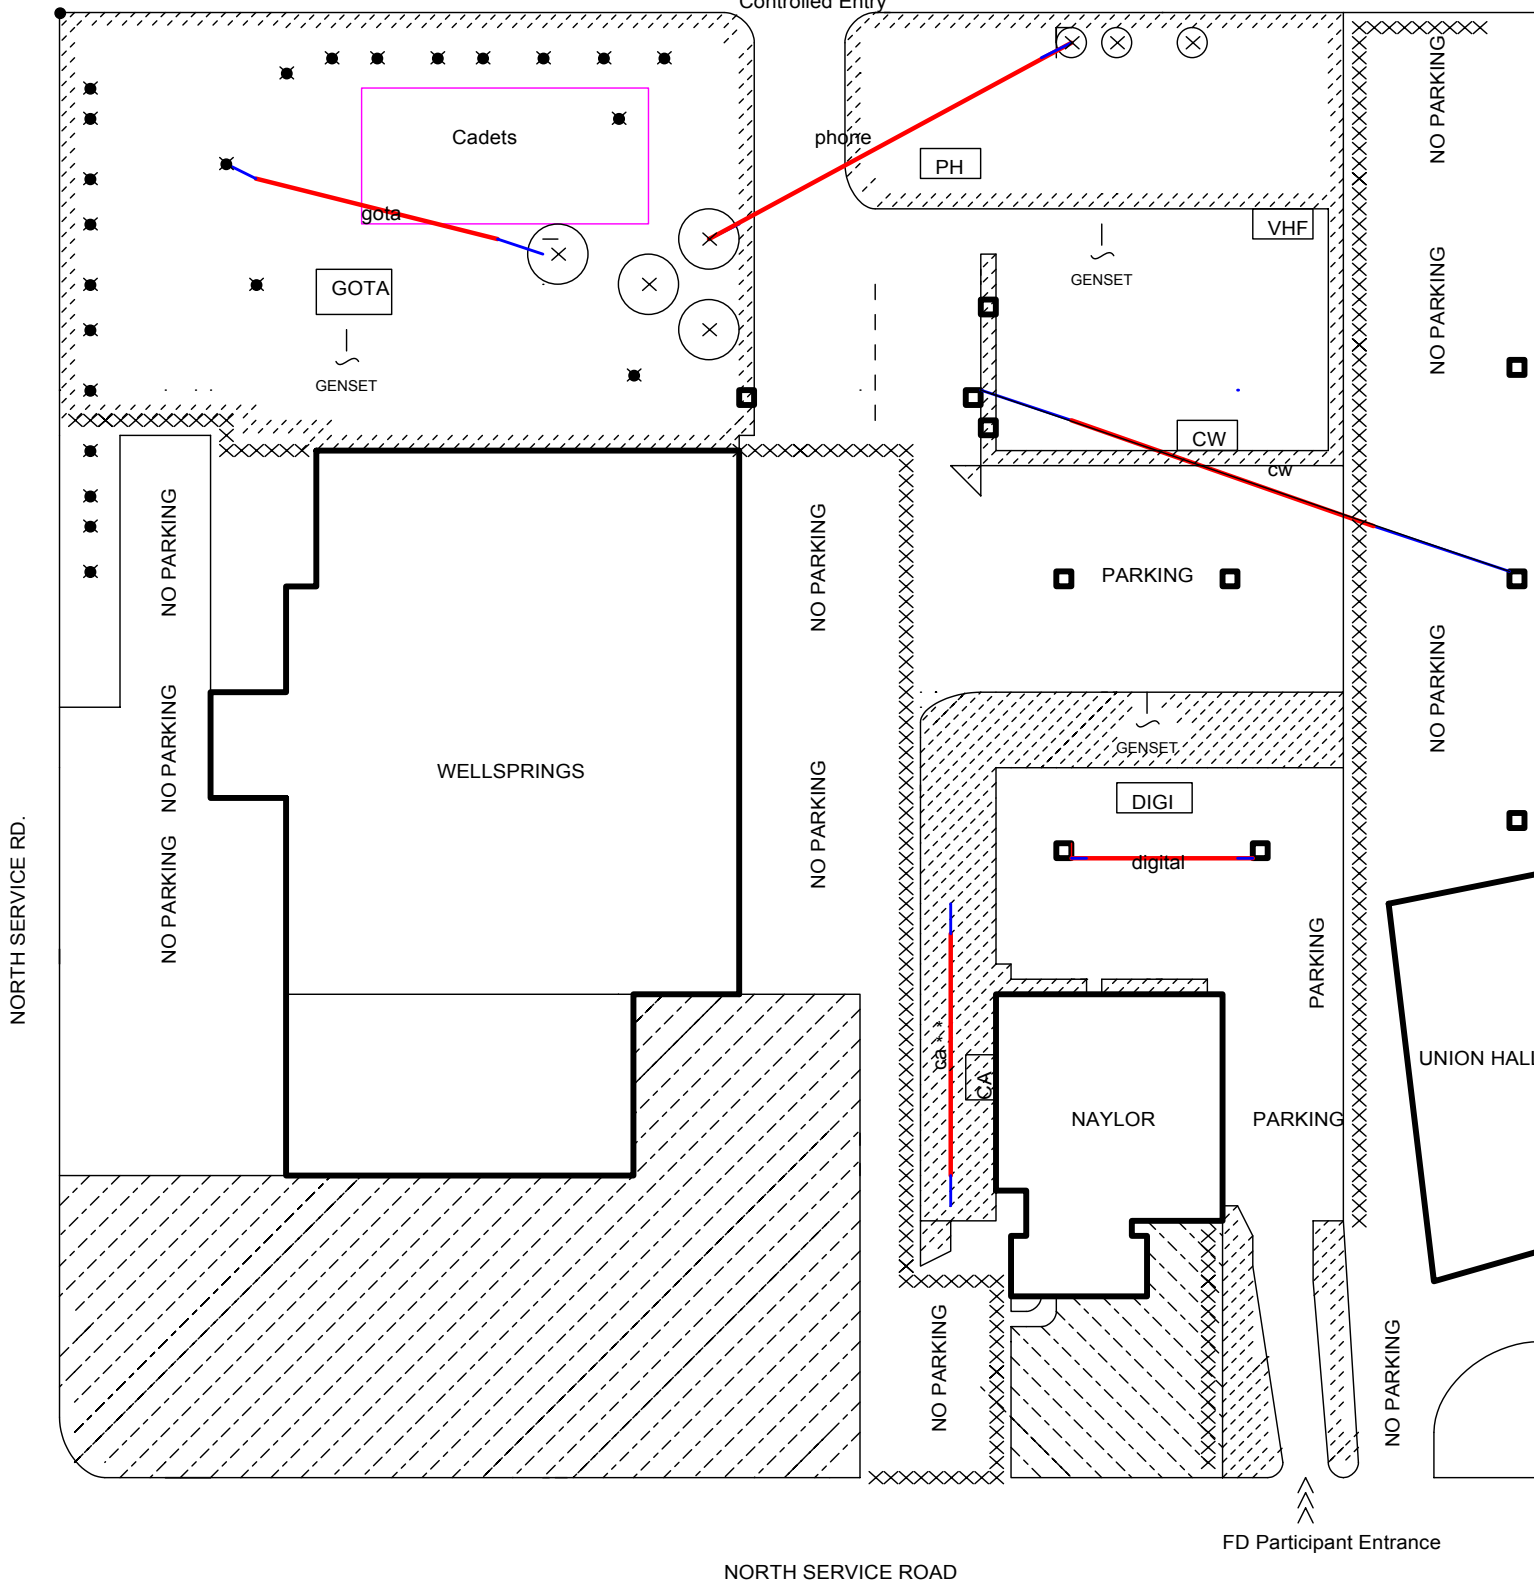 Controlled Entry
NO PARKING
Cadets
phone
PH
gota
VHF
GOTA
GENSET
GENSET
NO PARKING
CW
cw
NO PARKING
NO PARKING
PARKING
NO PARKING
NO PARKING
GENSET
WELLSPRINGS
NO PARKING
DIGI
digital
NO PARKING
NORTH SERVICE RD.
PARKING
ca * *
CA
UNION HALL
NAYLOR
PARKING
NO PARKING
NO PARKING
FD Participant Entrance
NORTH SERVICE ROAD